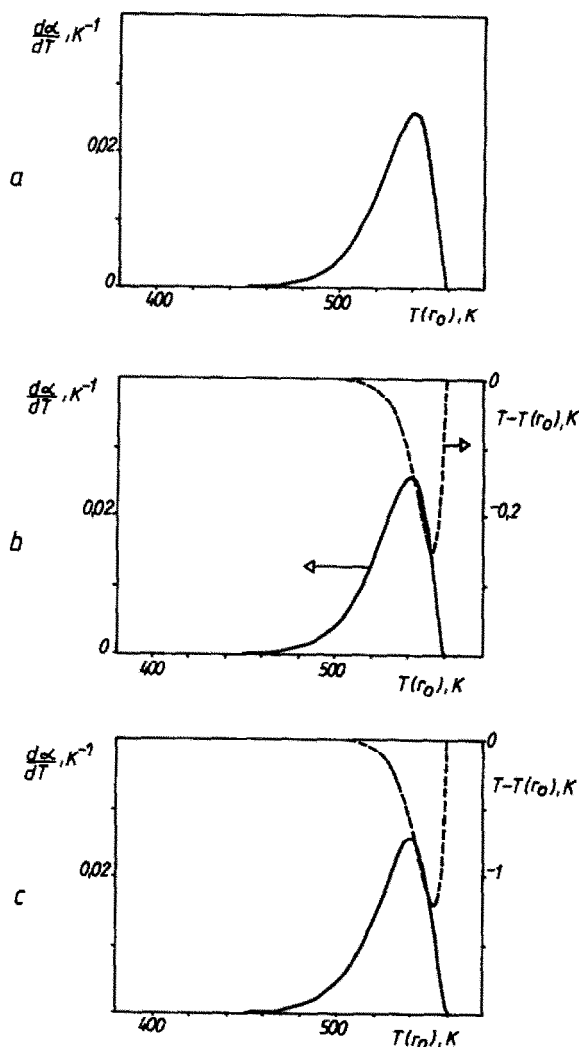 a
dα/dT, K⁻¹
0,02
0
400
500
T(r₀), K
b
dα/dT, K⁻¹
0,02
0
400
500
T(r₀), K
0
T-T(r₀), K
-0,2
c
dα/dT, K⁻¹
0,02
0
400
500
T(r₀), K
0
T-T(r₀), K
-1